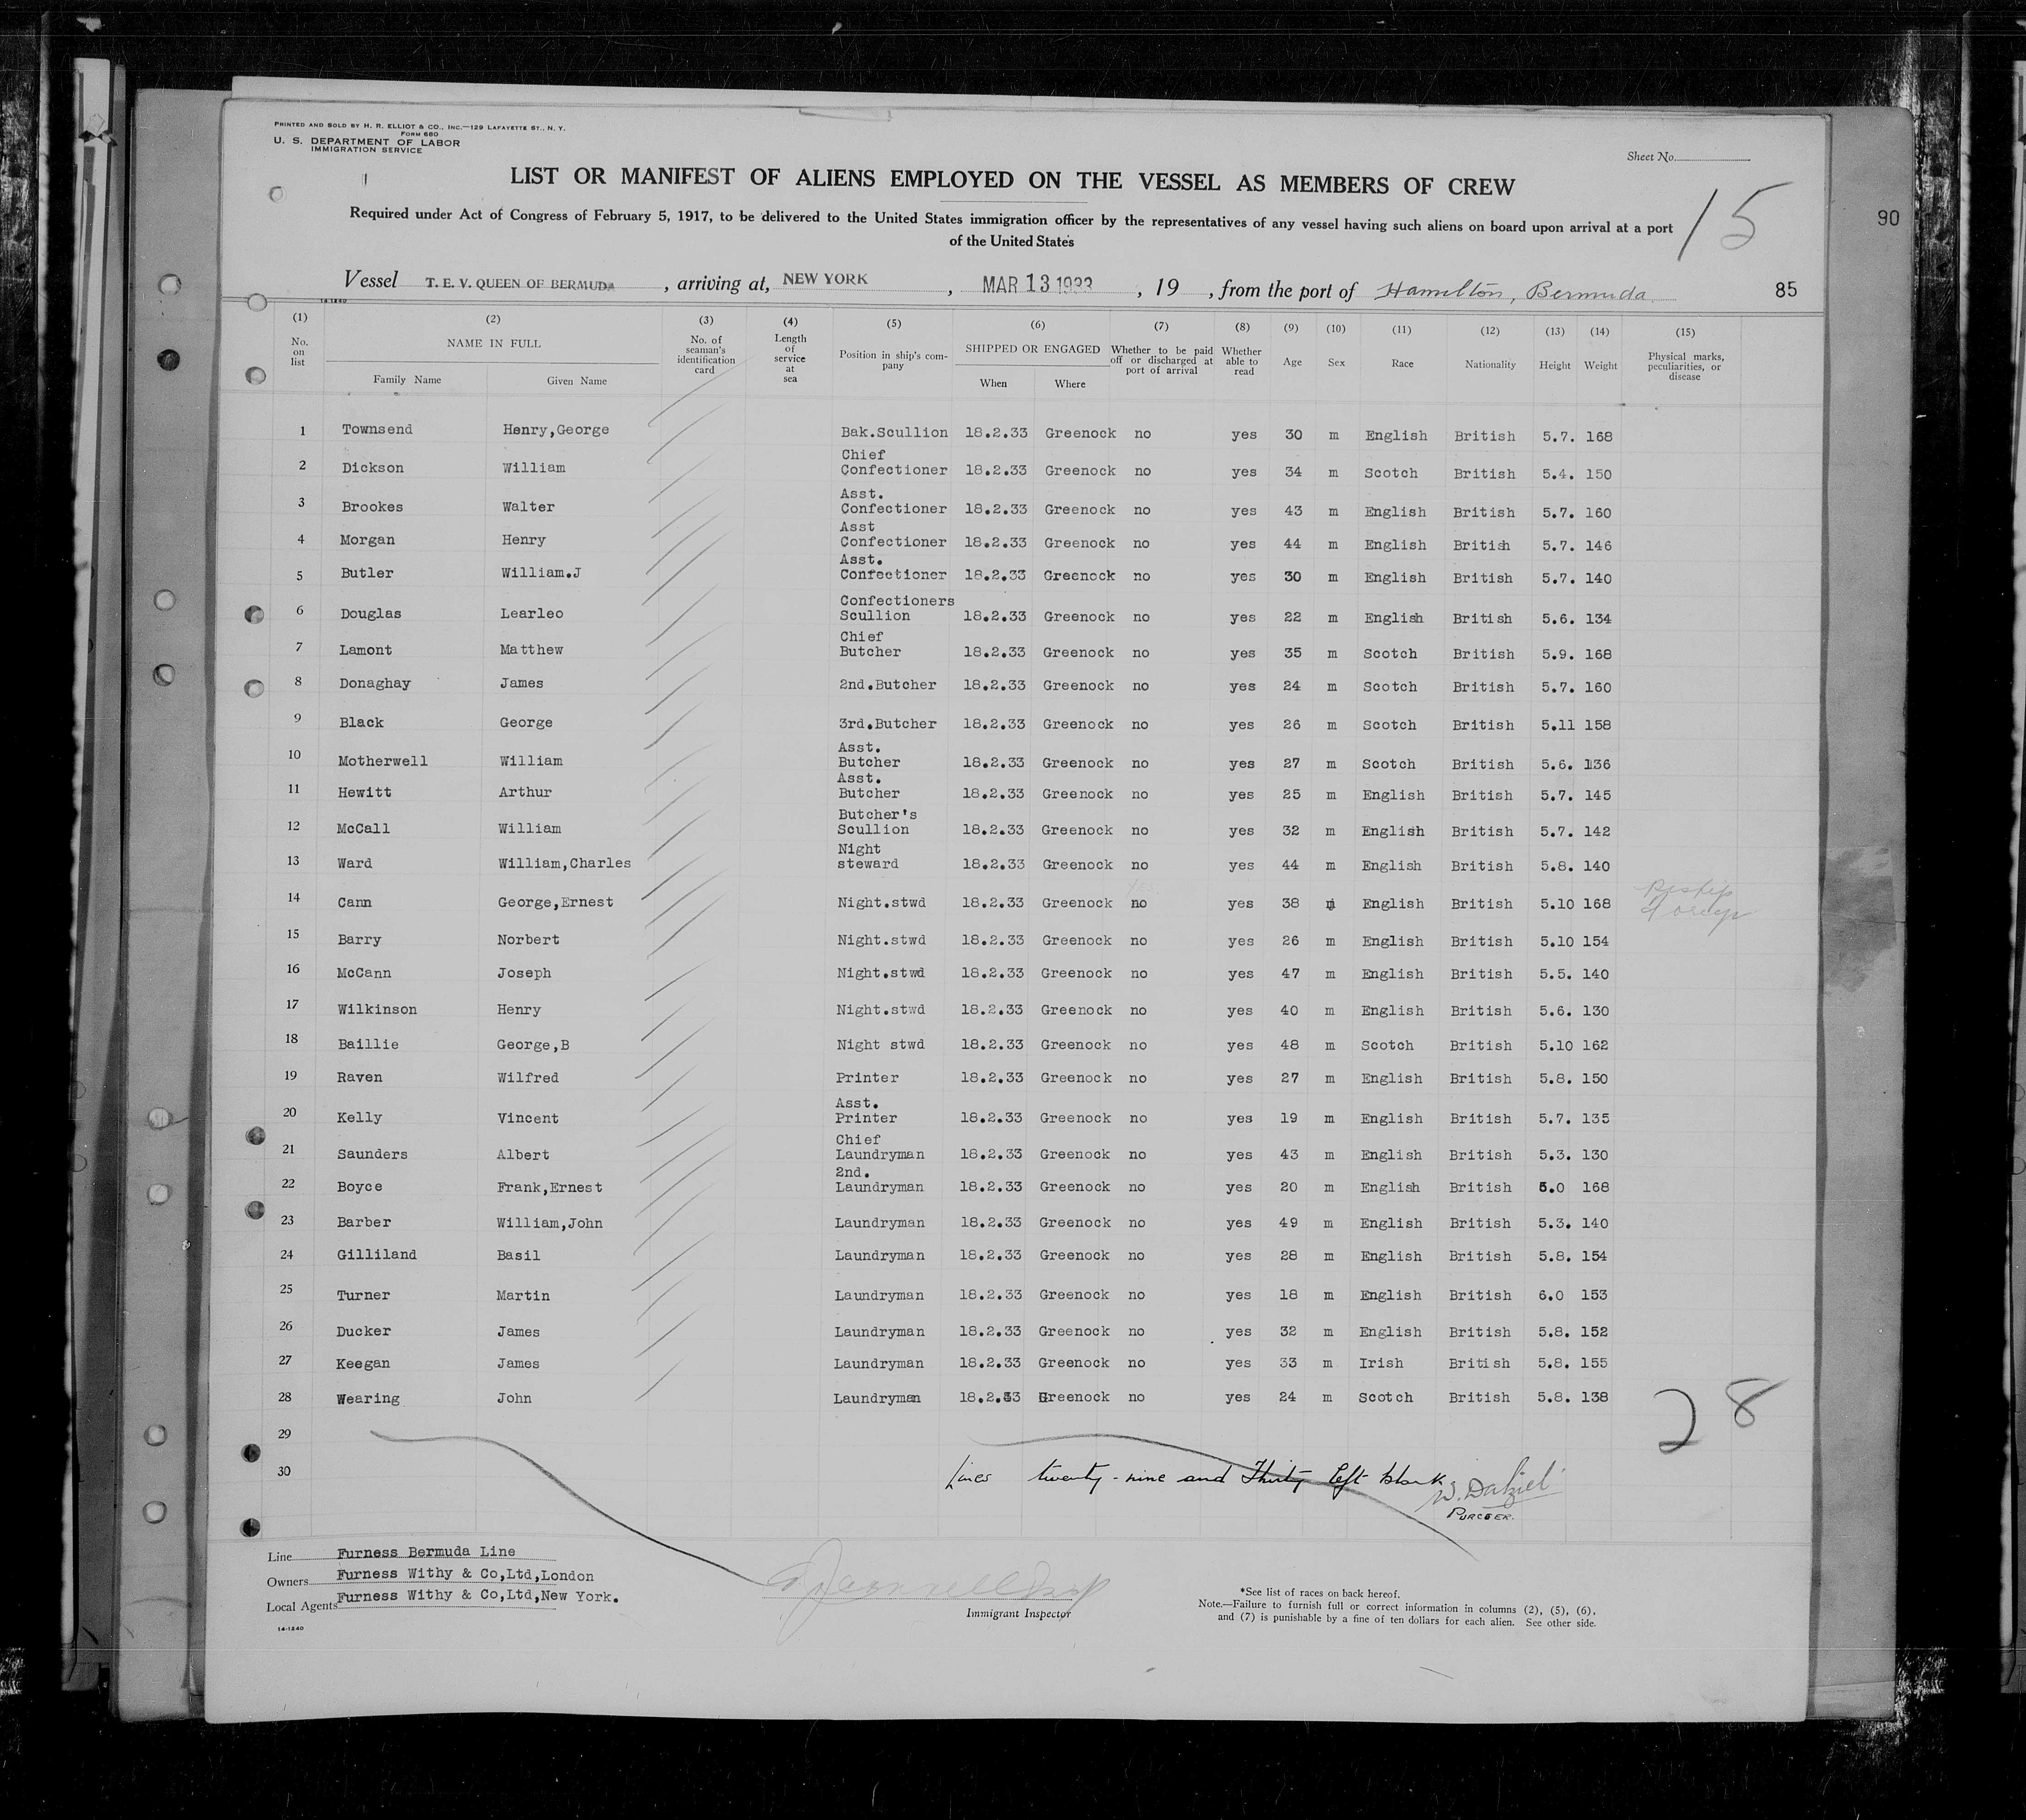 PRINTED AND SOLD BY H. R. ELLIOT & CO., INC.—129 LAFAYETTE ST., N. Y.
FORM 680
U. S. DEPARTMENT OF LABOR
IMMIGRATION SERVICE
Sheet No.
LIST OR MANIFEST OF ALIENS EMPLOYED ON THE VESSEL AS MEMBERS OF CREW
15
90
Required under Act of Congress of February 5, 1917, to be delivered to the United States immigration officer by the representatives of any vessel having such aliens on board upon arrival at a port
of the United States
Vessel T. E. V. QUEEN OF BERMUDA, arriving at, NEW YORK, MAR 13 1933, 19 , from the port of Hamilton, Bermuda
85
14-1240
(1) (2) (3) (4) (5) (6) (7) (8) (9) (10) (11) (12) (13) (14) (15)
No. on list NAME IN FULL Family Name Given Name No. of seaman's identification card Length of service at sea Position in ship's company SHIPPED OR ENGAGED When Where Whether to be paid off or discharged at port of arrival Whether able to read Age Sex Race Nationality Height Weight Physical marks, peculiarities, or disease
1 Townsend Henry,George Bak.Scullion 18.2.33 Greenock no yes 30 m English British 5.7. 168
2 Dickson William Chief Confectioner 18.2.33 Greenock no yes 34 m Scotch British 5.4. 150
3 Brookes Walter Asst. Confectioner 18.2.33 Greenock no yes 43 m English British 5.7. 160
4 Morgan Henry Asst Confectioner 18.2.33 Greenock no yes 44 m English British 5.7. 146
5 Butler William.J Asst. Confectioner 18.2.33 Greenock no yes 30 m English British 5.7. 140
6 Douglas Learleo Confectioners Scullion 18.2.33 Greenock no yes 22 m English British 5.6. 134
7 Lamont Matthew Chief Butcher 18.2.33 Greenock no yes 35 m Scotch British 5.9. 168
8 Donaghay James 2nd.Butcher 18.2.33 Greenock no yes 24 m Scotch British 5.7. 160
9 Black George 3rd.Butcher 18.2.33 Greenock no yes 26 m Scotch British 5.11 158
10 Motherwell William Asst. Butcher 18.2.33 Greenock no yes 27 m Scotch British 5.6. 136
11 Hewitt Arthur Asst. Butcher 18.2.33 Greenock no yes 25 m English British 5.7. 145
12 McCall William Butcher's Scullion 18.2.33 Greenock no yes 32 m English British 5.7. 142
13 Ward William,Charles Night steward 18.2.33 Greenock no yes 44 m English British 5.8. 140
14 Cann George,Ernest Night.stwd 18.2.33 Greenock no yes 38 m English British 5.10 168
15 Barry Norbert Night.stwd 18.2.33 Greenock no yes 26 m English British 5.10 154
16 McCann Joseph Night.stwd 18.2.33 Greenock no yes 47 m English British 5.5. 140
17 Wilkinson Henry Night.stwd 18.2.33 Greenock no yes 40 m English British 5.6. 130
18 Baillie George,B Night stwd 18.2.33 Greenock no yes 48 m Scotch British 5.10 162
19 Raven Wilfred Printer 18.2.33 Greenock no yes 27 m English British 5.8. 150
20 Kelly Vincent Asst. Printer 18.2.33 Greenock no yes 19 m English British 5.7. 135
21 Saunders Albert Chief Laundryman 18.2.33 Greenock no yes 43 m English British 5.3. 130
22 Boyce Frank,Ernest 2nd. Laundryman 18.2.33 Greenock no yes 20 m English British 5.0 168
23 Barber William,John Laundryman 18.2.33 Greenock no yes 49 m English British 5.3. 140
24 Gilliland Basil Laundryman 18.2.33 Greenock no yes 28 m English British 5.8. 154
25 Turner Martin Laundryman 18.2.33 Greenock no yes 18 m English British 6.0 153
26 Ducker James Laundryman 18.2.33 Greenock no yes 32 m English British 5.8. 152
27 Keegan James Laundryman 18.2.33 Greenock no yes 33 m Irish British 5.8. 155
28 Wearing John Laundryman 18.2.33 Greenock no yes 24 m Scotch British 5.8. 138
28
29
30 Lines twenty-nine and Thirty left blank
W. Dalziel
PURSER.
Line Furness Bermuda Line
Owners Furness Withy & Co,Ltd,London
Local Agents Furness Withy & Co,Ltd,New York.
14-1240
Immigrant Inspector
*See list of races on back hereof.
Note.—Failure to furnish full or correct information in columns (2), (5), (6),
and (7) is punishable by a fine of ten dollars for each alien. See other side.